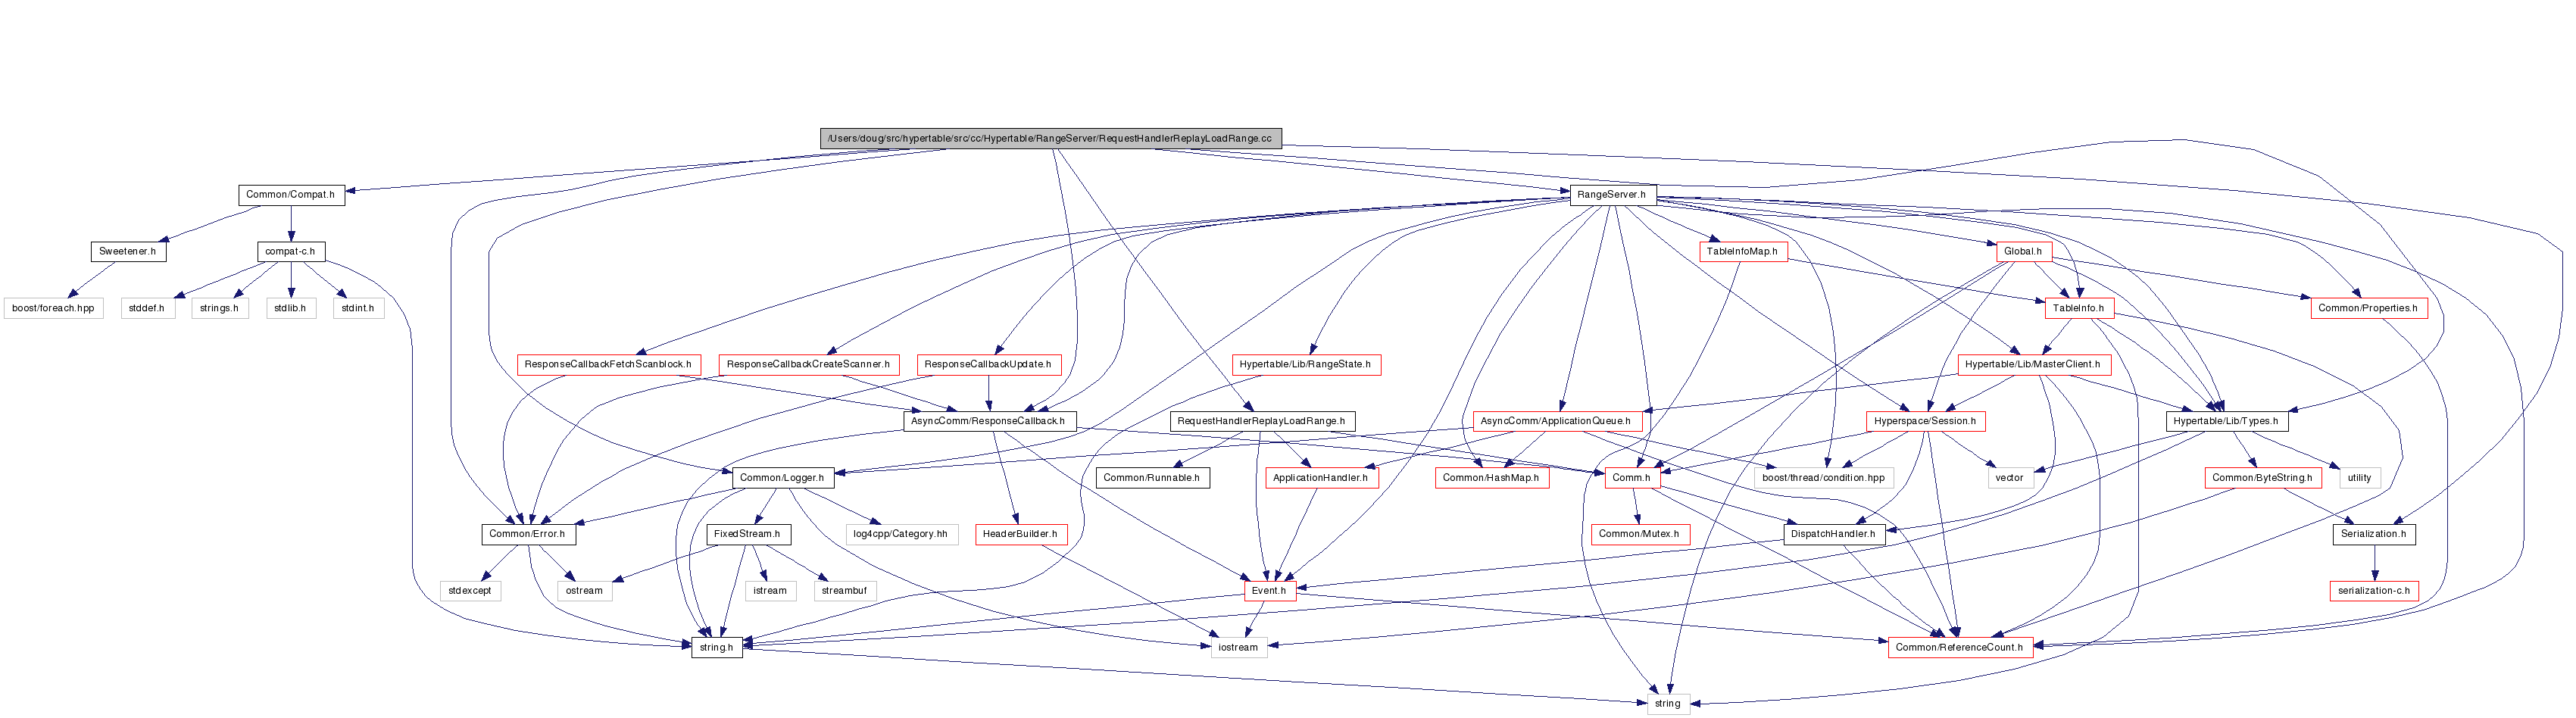 /Users/doug/src/hypertable/src/cc/Hypertable/RangeServer/RequestHandlerReplayLoadRange.cc
Common/Compat.h
RangeServer.h
Sweetener.h
compat-c.h
TableInfoMap.h
Global.h
boost/foreach.hpp
stddef.h
strings.h
stdlib.h
stdint.h
TableInfo.h
Common/Properties.h
ResponseCallbackFetchScanblock.h
ResponseCallbackCreateScanner.h
ResponseCallbackUpdate.h
Hypertable/Lib/RangeState.h
Hypertable/Lib/MasterClient.h
AsyncComm/ResponseCallback.h
RequestHandlerReplayLoadRange.h
AsyncComm/ApplicationQueue.h
Hyperspace/Session.h
Hypertable/Lib/Types.h
Common/Logger.h
Common/Runnable.h
ApplicationHandler.h
Common/HashMap.h
Comm.h
boost/thread/condition.hpp
vector
Common/ByteString.h
utility
Common/Error.h
FixedStream.h
log4cpp/Category.hh
HeaderBuilder.h
Common/Mutex.h
DispatchHandler.h
Serialization.h
stdexcept
ostream
istream
streambuf
Event.h
serialization-c.h
string.h
iostream
Common/ReferenceCount.h
string